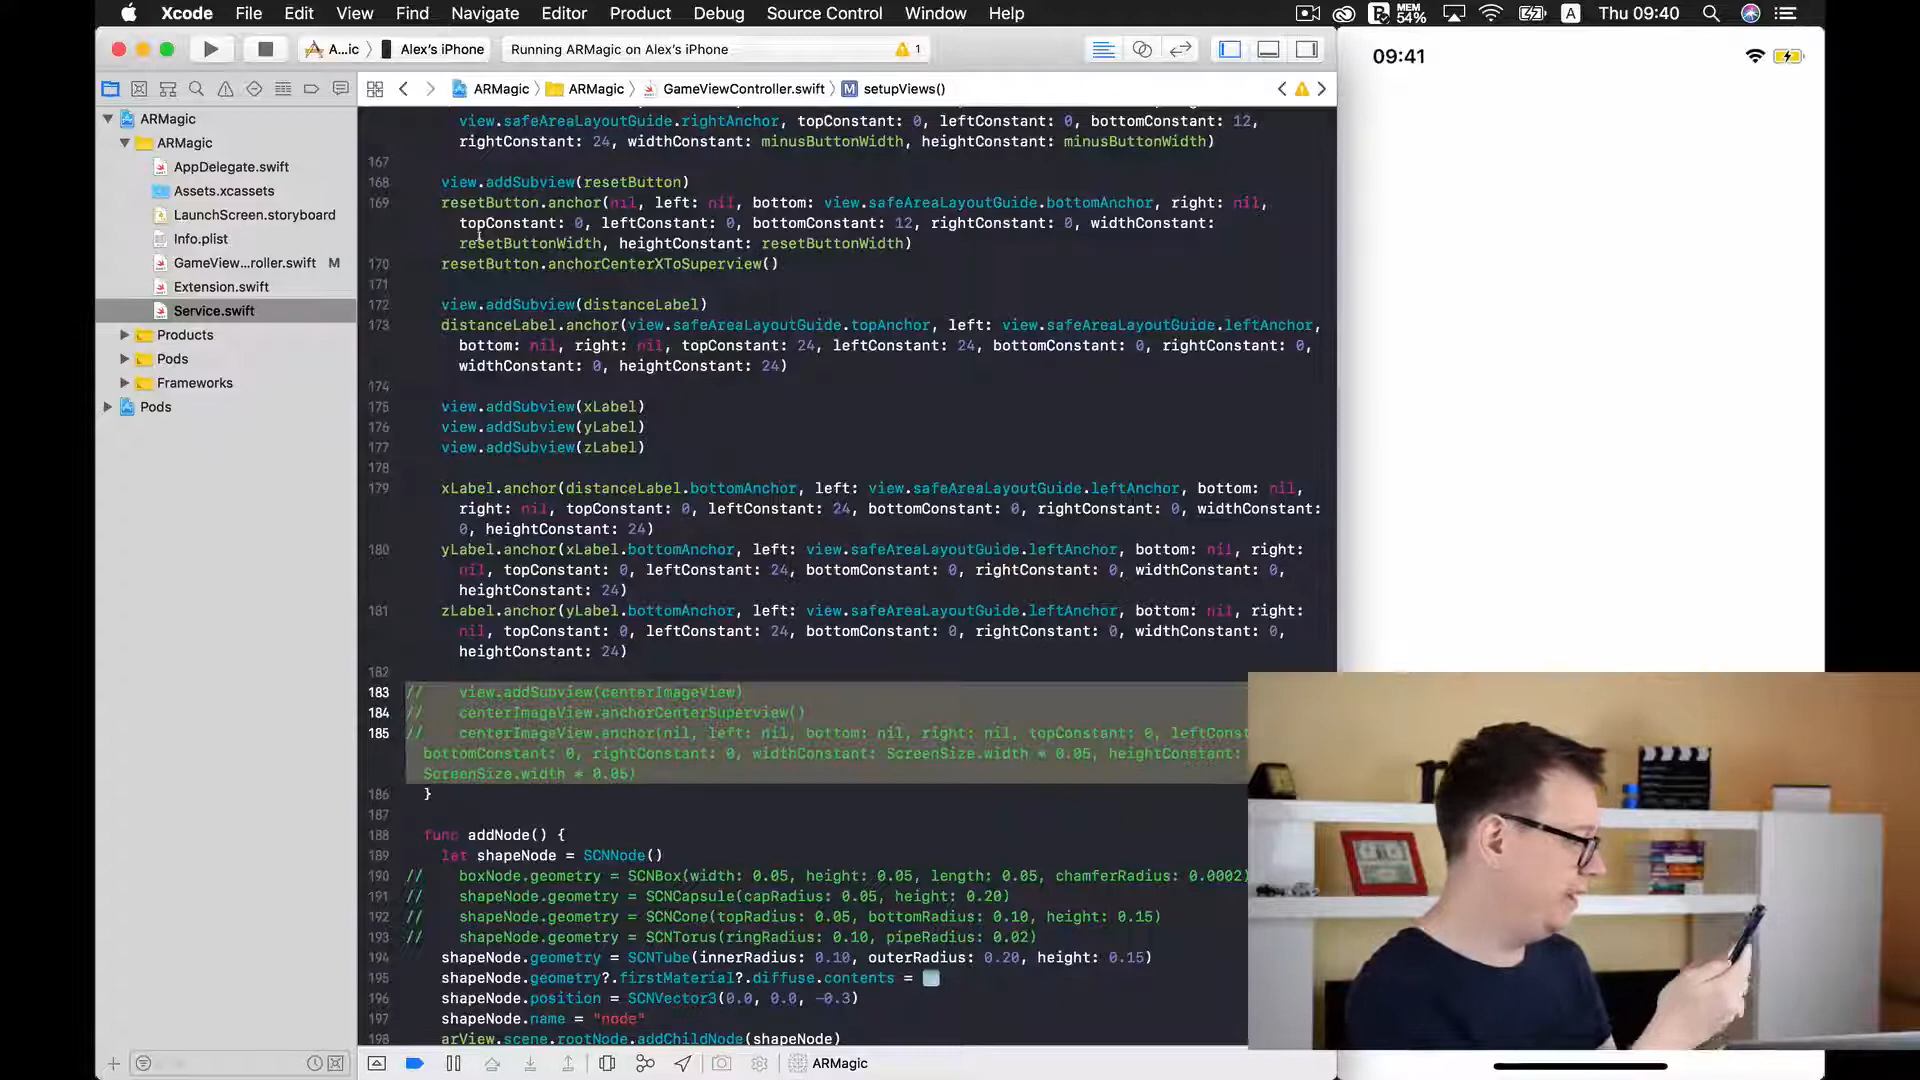 Xcode File Edit View Find Navigate Editor Product Debug Source Control Window Help MEM 54% A Thu 09:40
A...ic Alex's iPhone Running ARMagic on Alex's iPhone 1
09:41
ARMagic ARMagic GameViewController.swift M setupViews()
ARMagic
ARMagic
AppDelegate.swift
Assets.xcassets
LaunchScreen.storyboard
Info.plist
GameView...roller.swift M
Extension.swift
Service.swift
Products
Pods
Frameworks
Pods
view.safeAreaLayoutGuide.rightAnchor, topConstant: 0, leftConstant: 0, bottomConstant: 12,
rightConstant: 24, widthConstant: minusButtonWidth, heightConstant: minusButtonWidth)
167
168 view.addSubview(resetButton)
169 resetButton.anchor(nil, left: nil, bottom: view.safeAreaLayoutGuide.bottomAnchor, right: nil,
topConstant: 0, leftConstant: 0, bottomConstant: 12, rightConstant: 0, widthConstant:
resetButtonWidth, heightConstant: resetButtonWidth)
170 resetButton.anchorCenterXToSuperview()
171
172 view.addSubview(distanceLabel)
173 distanceLabel.anchor(view.safeAreaLayoutGuide.topAnchor, left: view.safeAreaLayoutGuide.leftAnchor,
bottom: nil, right: nil, topConstant: 24, leftConstant: 24, bottomConstant: 0, rightConstant: 0,
widthConstant: 0, heightConstant: 24)
174
175 view.addSubview(xLabel)
176 view.addSubview(yLabel)
177 view.addSubview(zLabel)
178
179 xLabel.anchor(distanceLabel.bottomAnchor, left: view.safeAreaLayoutGuide.leftAnchor, bottom: nil,
right: nil, topConstant: 0, leftConstant: 24, bottomConstant: 0, rightConstant: 0, widthConstant:
0, heightConstant: 24)
180 yLabel.anchor(xLabel.bottomAnchor, left: view.safeAreaLayoutGuide.leftAnchor, bottom: nil, right:
nil, topConstant: 0, leftConstant: 24, bottomConstant: 0, rightConstant: 0, widthConstant: 0,
heightConstant: 24)
181 zLabel.anchor(yLabel.bottomAnchor, left: view.safeAreaLayoutGuide.leftAnchor, bottom: nil, right:
nil, topConstant: 0, leftConstant: 24, bottomConstant: 0, rightConstant: 0, widthConstant: 0,
heightConstant: 24)
182
183 // view.addSubview(centerImageView)
184 // centerImageView.anchorCenterSuperview()
185 // centerImageView.anchor(nil, left: nil, bottom: nil, right: nil, topConstant: 0, leftConst
bottomConstant: 0, rightConstant: 0, widthConstant: ScreenSize.width * 0.05, heightConstant:
ScreenSize.width * 0.05)
186 }
187
188 func addNode() {
189 let shapeNode = SCNNode()
190 // boxNode.geometry = SCNBox(width: 0.05, height: 0.05, length: 0.05, chamferRadius: 0.0002)
191 // shapeNode.geometry = SCNCapsule(capRadius: 0.05, height: 0.20)
192 // shapeNode.geometry = SCNCone(topRadius: 0.05, bottomRadius: 0.10, height: 0.15)
193 // shapeNode.geometry = SCNTorus(ringRadius: 0.10, pipeRadius: 0.02)
194 shapeNode.geometry = SCNTube(innerRadius: 0.10, outerRadius: 0.20, height: 0.15)
195 shapeNode.geometry?.firstMaterial?.diffuse.contents =
196 shapeNode.position = SCNVector3(0.0, 0.0, -0.3)
197 shapeNode.name = "node"
198 arView.scene.rootNode.addChildNode(shapeNode)
ARMagic